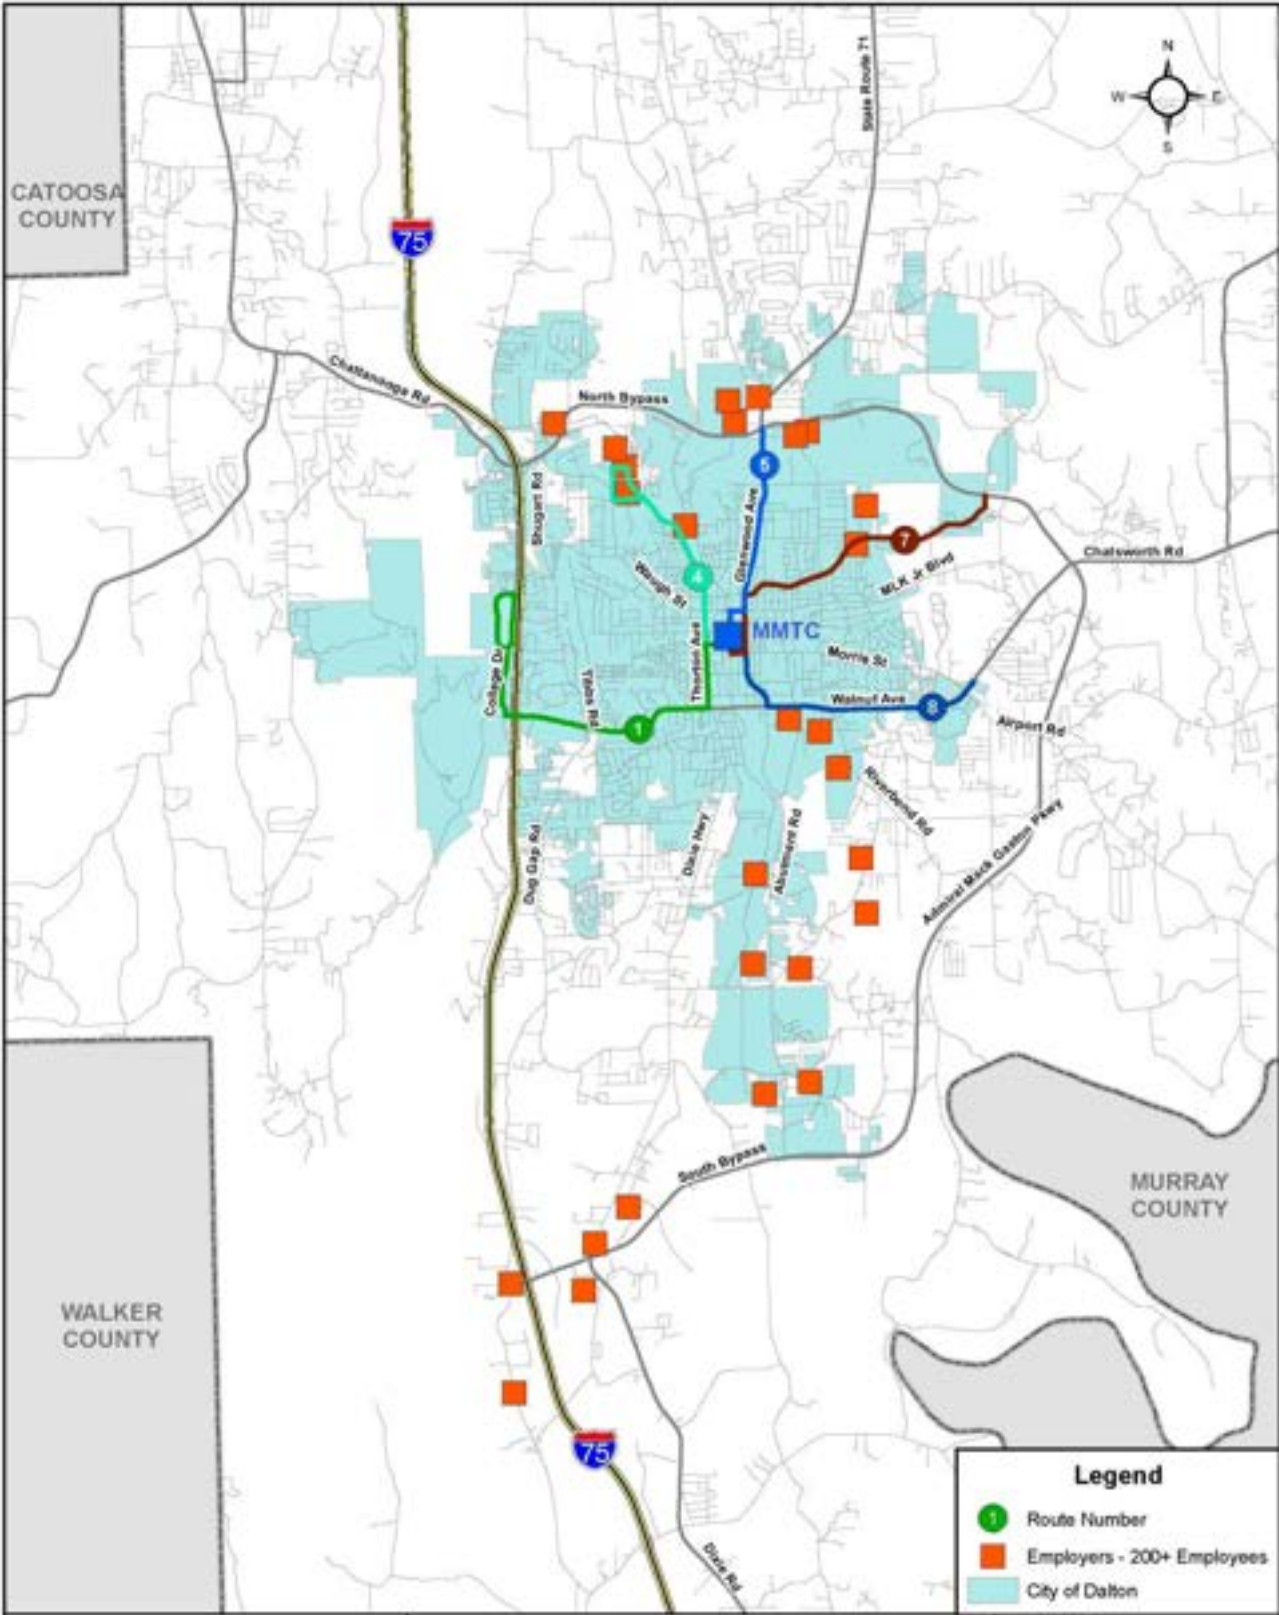 N
W
E
S
State Route 71
CATOOSA
COUNTY
75
Chattanooga Rd
North Bypass
5
Shugart Rd
Glenwood Ave
7
Chatsworth Rd
4
Waugh St
MLK Jr Blvd
MMTC
Thorton Ave
Morris St
College Dr
Tibbs Rd
Walnut Ave
8
1
Airport Rd
Riverbend Rd
Dixie Hwy
Abutment Rd
Dug Gap Rd
Admiral Mack Gaston Pkwy
South Bypass
MURRAY
COUNTY
WALKER
COUNTY
75
Dixie Rd
Legend
1 Route Number
Employers - 200+ Employees
City of Dalton